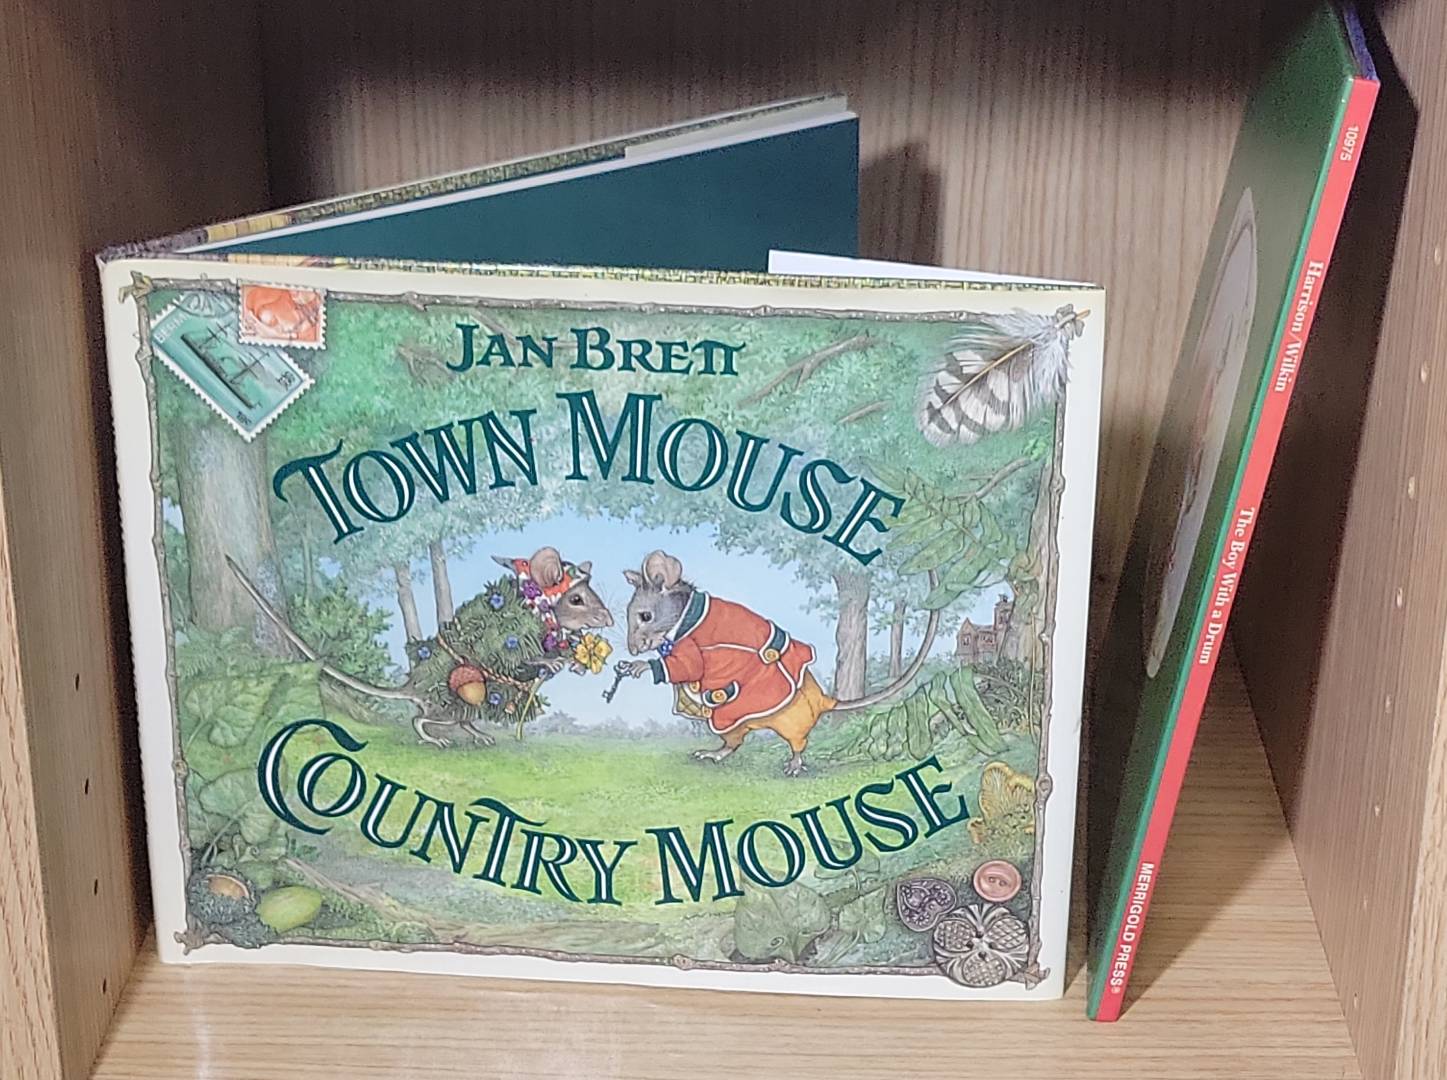 JAN BRETT
TOWN MOUSE
COUNTRY MOUSE
10975
Harrison/Wilkin
The Boy With a Drum
MERRIGOLD PRESS®